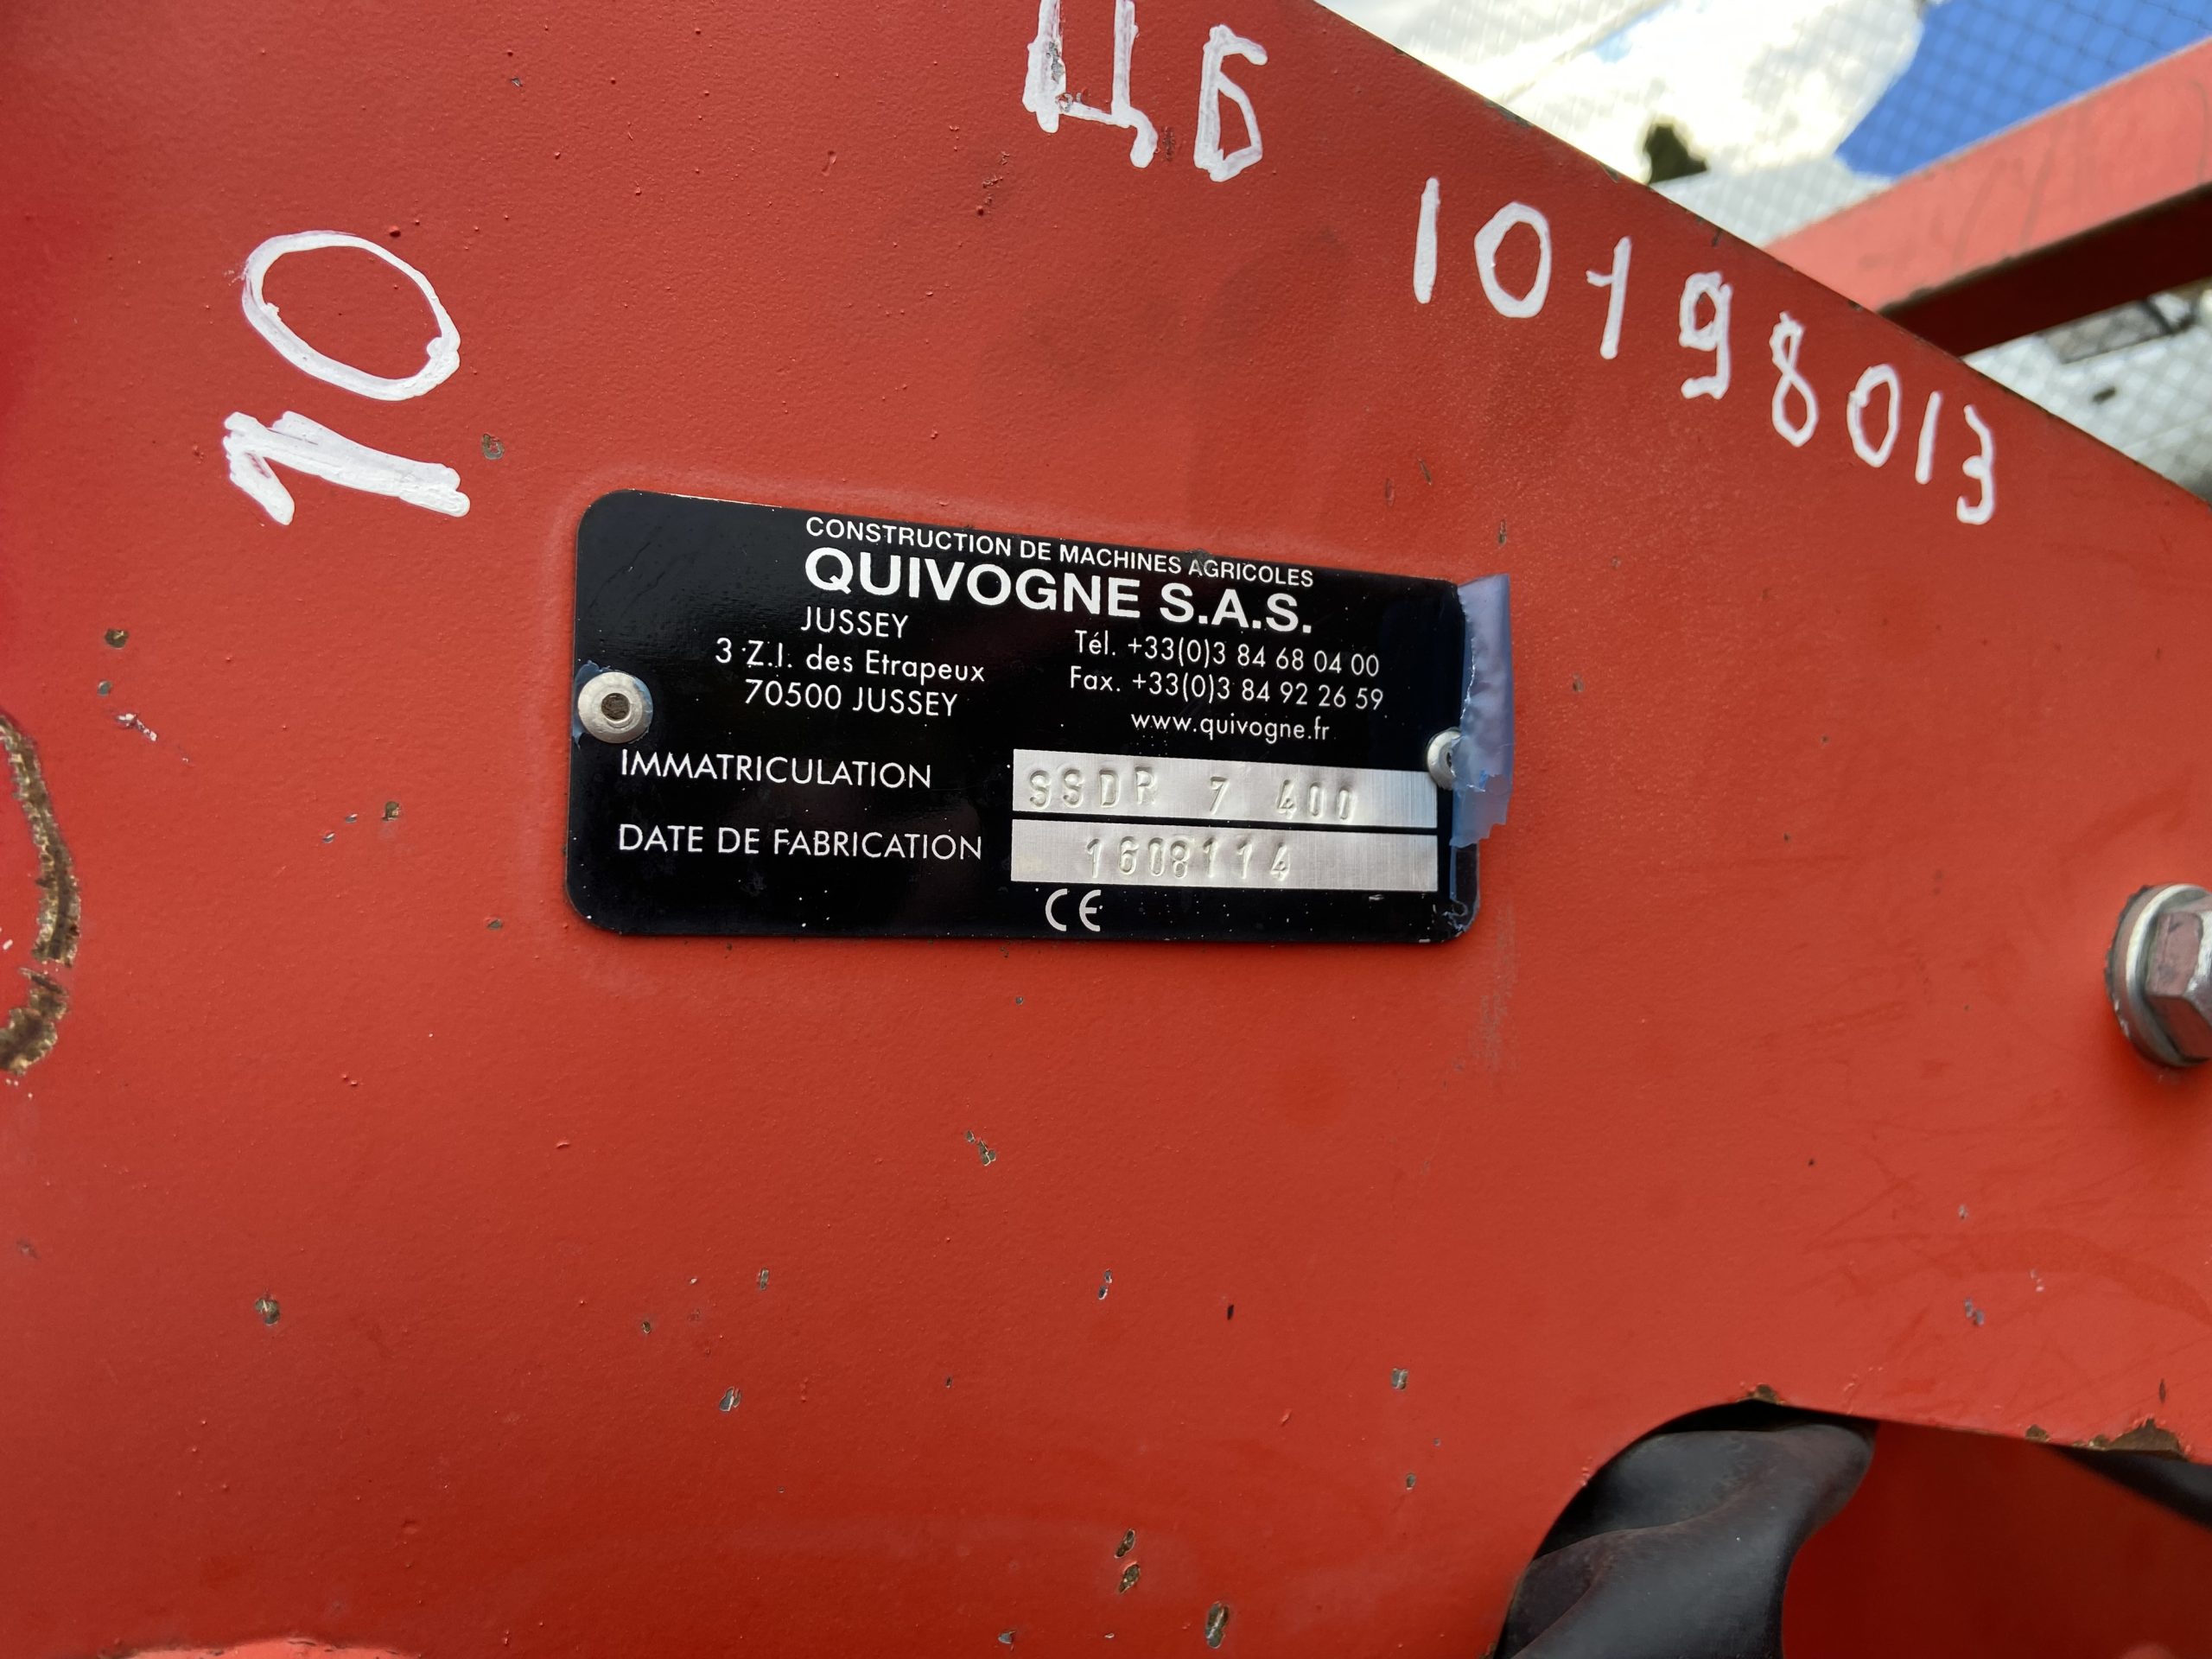 ЦБ
10198013
10
CONSTRUCTION DE MACHINES AGRICOLES
QUIVOGNE S.A.S.
JUSSEY
3 Z.I. des Etrapeux
70500 JUSSEY
Tél. +33(0)3 84 68 04 00
Fax. +33(0)3 84 92 26 59
www.quivogne.fr
IMMATRICULATION SSDR 7 400
DATE DE FABRICATION 1608114
CE